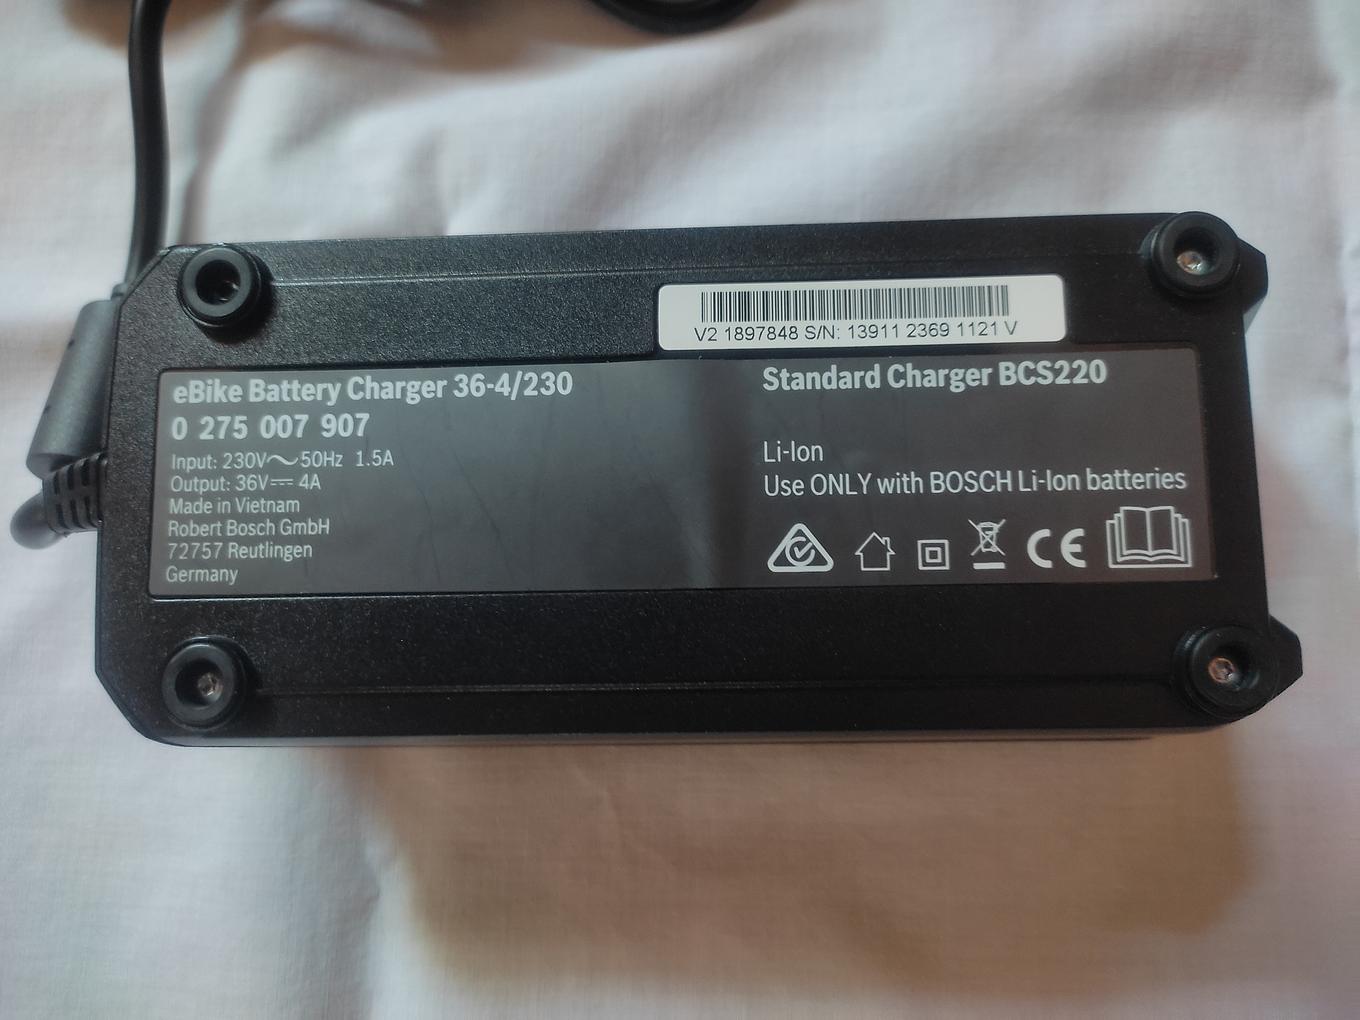 V2 1897848 S/N: 13911 2369 1121 V
eBike Battery Charger 36-4/230
0 275 007 907
Input: 230V～50Hz 1.5A
Output: 36V⎓ 4A
Made in Vietnam
Robert Bosch GmbH
72757 Reutlingen
Germany
Standard Charger BCS220
Li-Ion
Use ONLY with BOSCH Li-Ion batteries
CE